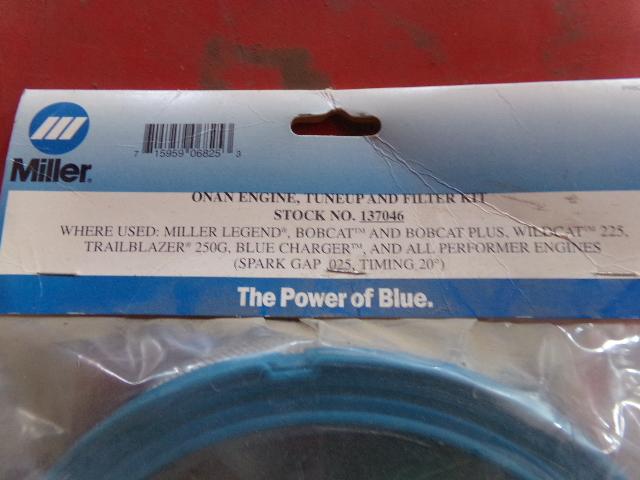 Miller®
7 15959 06825 3
ONAN ENGINE, TUNEUP AND FILTER KIT
STOCK NO. 137046
WHERE USED: MILLER LEGEND®, BOBCAT™ AND BOBCAT PLUS, WILDCAT™ 225,
TRAILBLAZER® 250G, BLUE CHARGER™, AND ALL PERFORMER ENGINES
(SPARK GAP .025, TIMING 20°)
The Power of Blue.